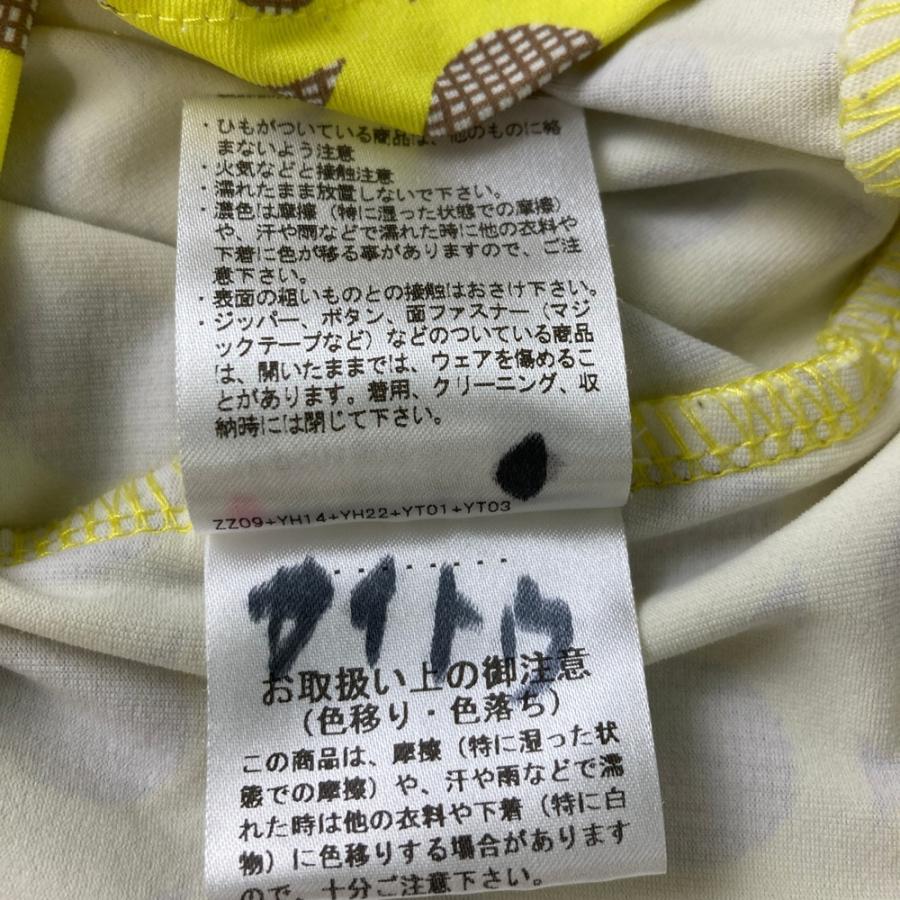 ・ひもがついている商品は、他のものに絡
まないよう注意
・火気などと接触注意
・濡れたまま放置しないで下さい。
・濃色は摩擦（特に湿った状態での摩擦）
や、汗や雨などで濡れた時に他の衣料や
下着に色が移る事がありますので、ご注
意下さい。
・表面の粗いものとの接触はおさけ下さい。
・ジッパー、ボタン、面ファスナー（マジ
ックテープなど）などのついている商品
は、開いたままでは、ウェアを傷めるこ
とがあります。着用、クリーニング、収
納時には閉じて下さい。
ZZ09+YH14+YH22+YT01+YT03
お取扱い上の御注意
（色移り・色落ち）
この商品は、摩擦（特に湿った状
態での摩擦）や、汗や雨などで濡
れた時は他の衣料や下着（特に白
物）に色移りする場合があります
ので、十分ご注意下さい。